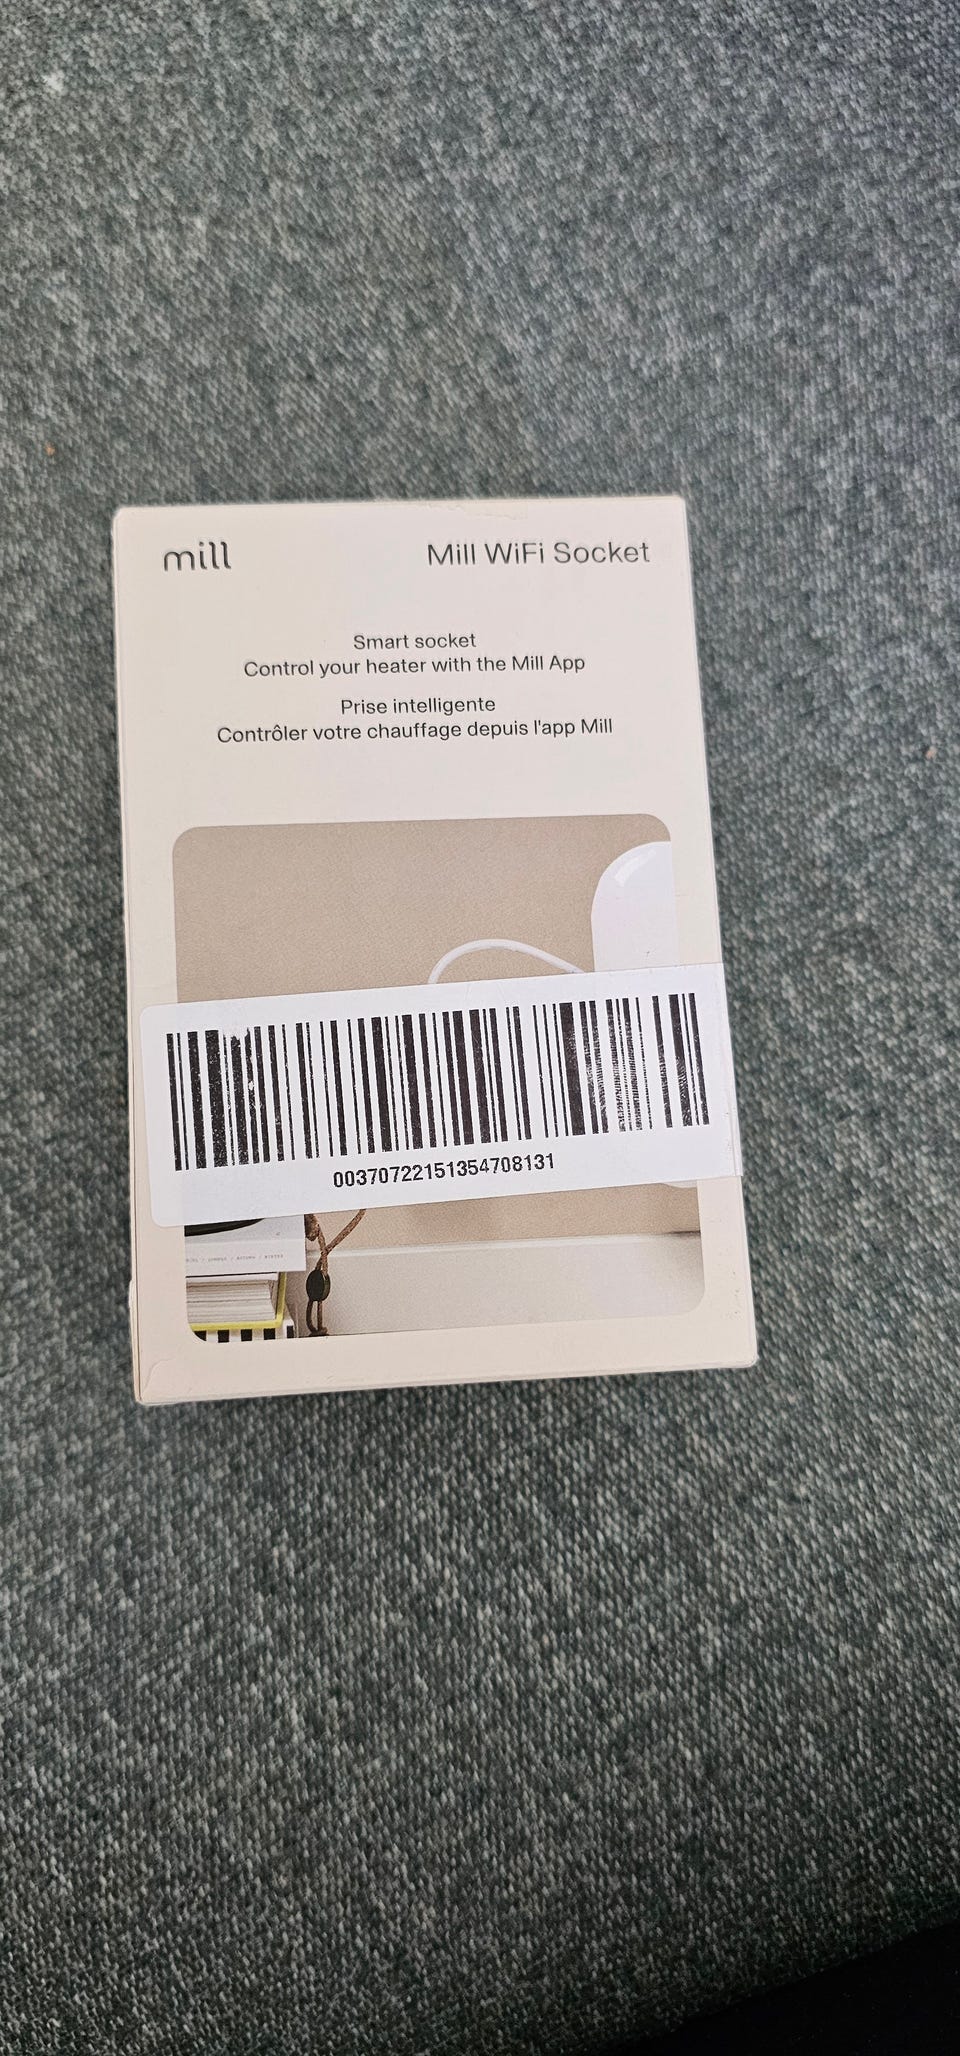 mill
Mill WiFi Socket
Smart socket
Control your heater with the Mill App
Prise intelligente
Contrôler votre chauffage depuis l'app Mill
00370722151354708131